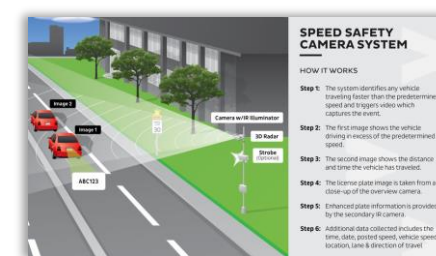 SPEED SAFETY
CAMERA SYSTEM
HOW IT WORKS
Step 1: The system identifies any vehicle
traveling faster than the predetermine
speed and triggers video which
captures the event.
Step 2: The first image shows the vehicle
driving in excess of the predetermined
speed.
Step 3: The second image shows the distance
and time the vehicle has traveled.
Step 4: The license plate image is taken from a
close-up of the overview camera.
Step 5: Enhanced plate information is provide
by the secondary IR camera.
Step 6: Additional data collected includes the
time, date, posted speed, vehicle speed
location, lane & direction of travel
Image 2
Image 1
ABC123
Camera w/IR Illuminator
3D Radar
Strobe
(Optional)